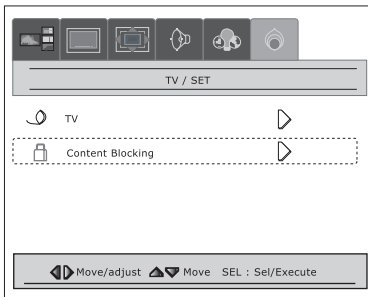 TV / SET
TV
Content Blocking
Move/adjust Move SEL : Sel/Execute